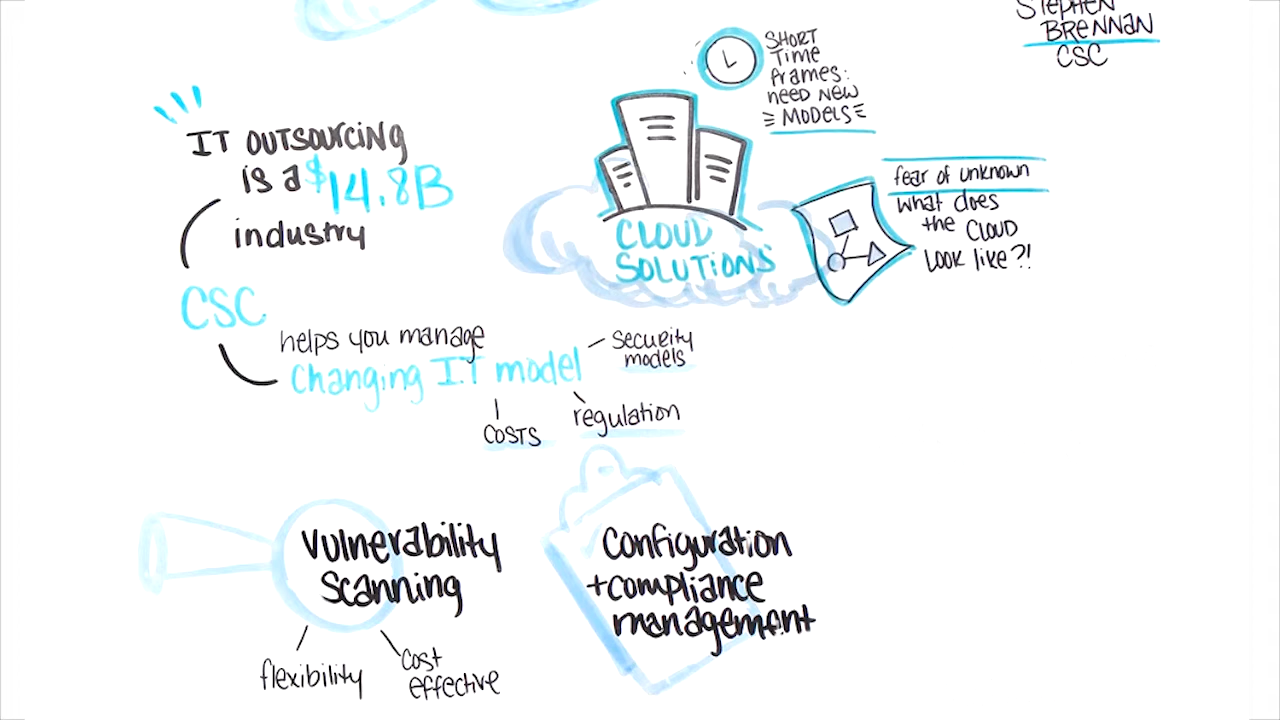 STEPHEN
BRENNAN
CSC
SHORT
Time
frames:
need new
MODELS
IT OUTSOURCING
is a $14.8B
industry
CLOUD
SOLUTIONS
fear of unknown
what does
the CLOUD
LOOK like?!
CSC
helps you manage
Changing IT model
Security
models
COSTS
regulation
Vulnerability
Scanning
flexibility
Cost
effective
Configuration
+compliance
management